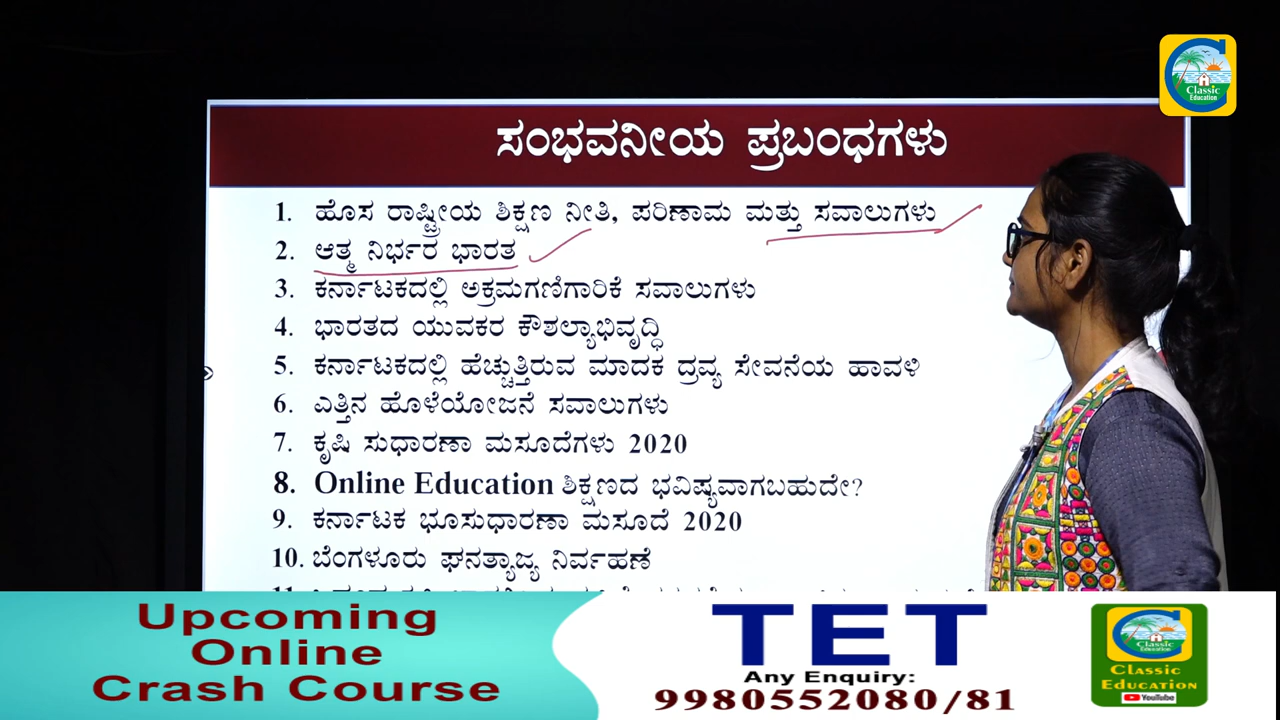 Classic
Education
ಸಂಭವನೀಯ ಪ್ರಬಂಧಗಳು
1. ಹೊಸ ರಾಷ್ಟ್ರೀಯ ಶಿಕ್ಷಣ ನೀತಿ, ಪರಿಣಾಮ ಮತ್ತು ಸವಾಲುಗಳು
2. ಆತ್ಮ ನಿರ್ಭರ ಭಾರತ
3. ಕರ್ನಾಟಕದಲ್ಲಿ ಅಕ್ರಮಗಣಿಗಾರಿಕೆ ಸವಾಲುಗಳು
4. ಭಾರತದ ಯುವಕರ ಕೌಶಲ್ಯಾಭಿವೃದ್ಧಿ
5. ಕರ್ನಾಟಕದಲ್ಲಿ ಹೆಚ್ಚುತ್ತಿರುವ ಮಾದಕ ದ್ರವ್ಯ ಸೇವನೆಯ ಹಾವಳಿ
6. ಎತ್ತಿನ ಹೊಳೆಯೋಜನೆ ಸವಾಲುಗಳು
7. ಕೃಷಿ ಸುಧಾರಣಾ ಮಸೂದೆಗಳು 2020
8. Online Education ಶಿಕ್ಷಣದ ಭವಿಷ್ಯವಾಗಬಹುದೇ?
9. ಕರ್ನಾಟಕ ಭೂಸುಧಾರಣಾ ಮಸೂದೆ 2020
10. ಬೆಂಗಳೂರು ಘನತ್ಯಾಜ್ಯ ನಿರ್ವಹಣೆ
Upcoming
Online
Crash Course
TET
Any Enquiry:
9980552080/81
Classic
Education
CLASSIC
EDUCATION
YouTube